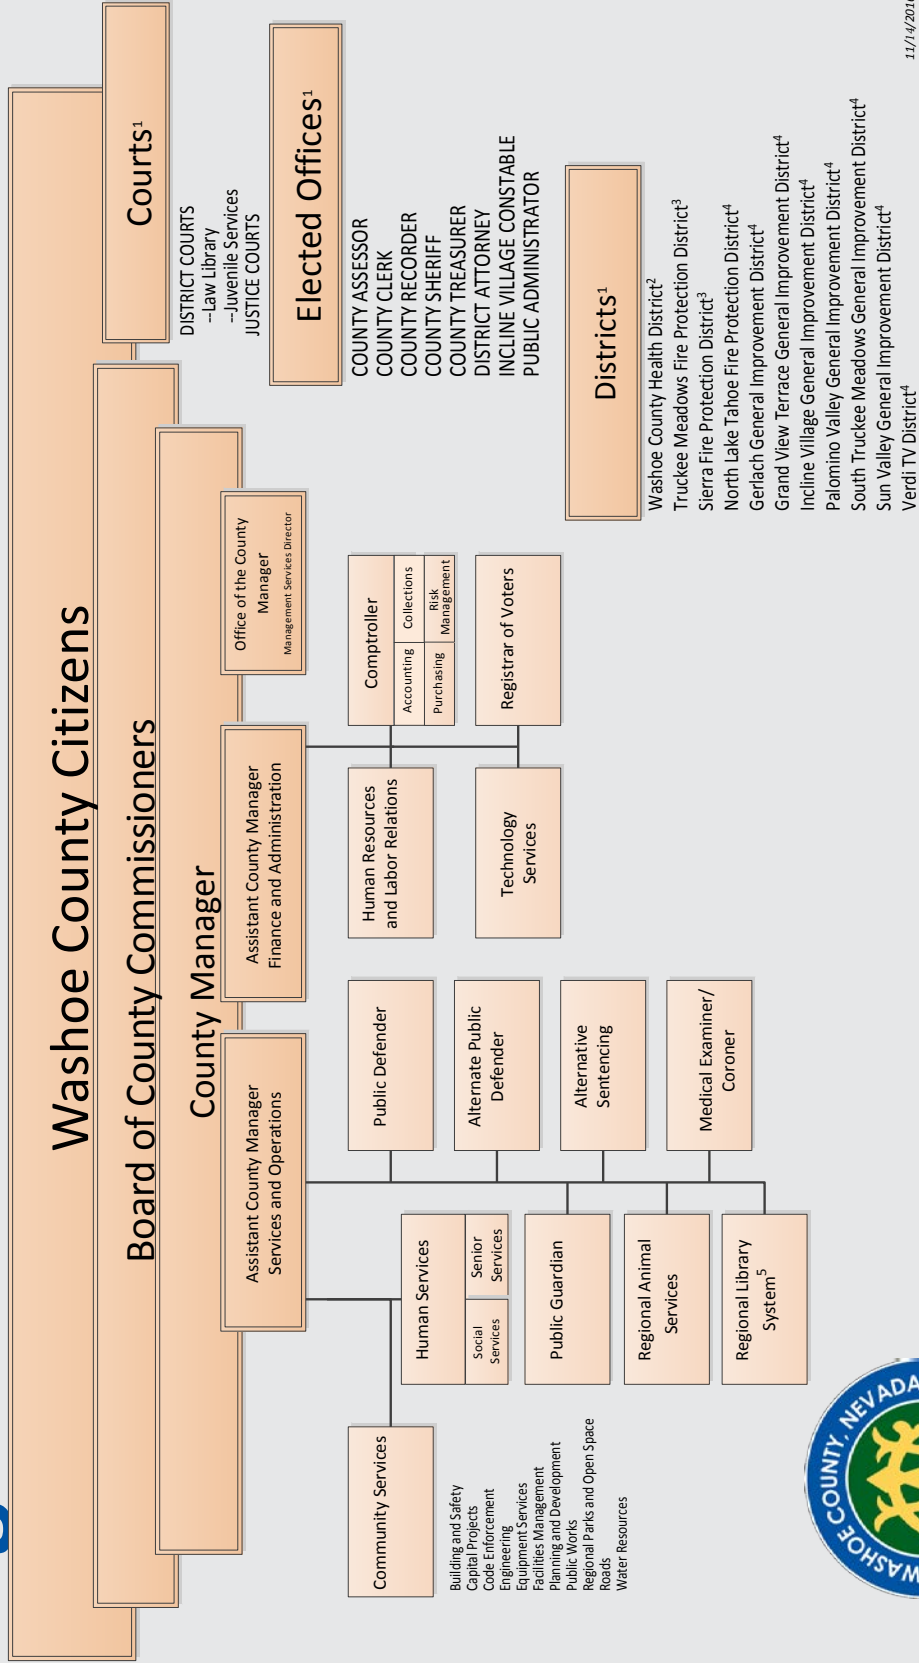 Washoe County Citizens
Board of County Commissioners
County Manager
Assistant County Manager
Services and Operations
Assistant County Manager
Finance and Administration
Office of the County
Manager
Management Services Director
Community Services
Building and Safety
Capital Projects
Code Enforcement
Engineering
Equipment Services
Facilities Management
Planning and Development
Public Works
Regional Parks and Open Space
Roads
Water Resources
Human Services
Social
Services
Senior
Services
Public Guardian
Regional Animal
Services
Regional Library
System⁵
Public Defender
Alternate Public
Defender
Alternative
Sentencing
Medical Examiner/
Coroner
Human Resources
and Labor Relations
Technology
Services
Comptroller
Accounting
Collections
Purchasing
Risk
Management
Registrar of Voters
Courts¹
DISTRICT COURTS
--Law Library
--Juvenile Services
JUSTICE COURTS
Elected Offices¹
COUNTY ASSESSOR
COUNTY CLERK
COUNTY RECORDER
COUNTY SHERIFF
COUNTY TREASURER
DISTRICT ATTORNEY
INCLINE VILLAGE CONSTABLE
PUBLIC ADMINISTRATOR
Districts¹
Washoe County Health District²
Truckee Meadows Fire Protection District³
Sierra Fire Protection District³
North Lake Tahoe Fire Protection District⁴
Gerlach General Improvement District⁴
Grand View Terrace General Improvement District⁴
Incline Village General Improvement District⁴
Palomino Valley General Improvement District⁴
South Truckee Meadows General Improvement District⁴
Sun Valley General Improvement District⁴
Verdi TV District⁴
WASHOE COUNTY, NEVADA